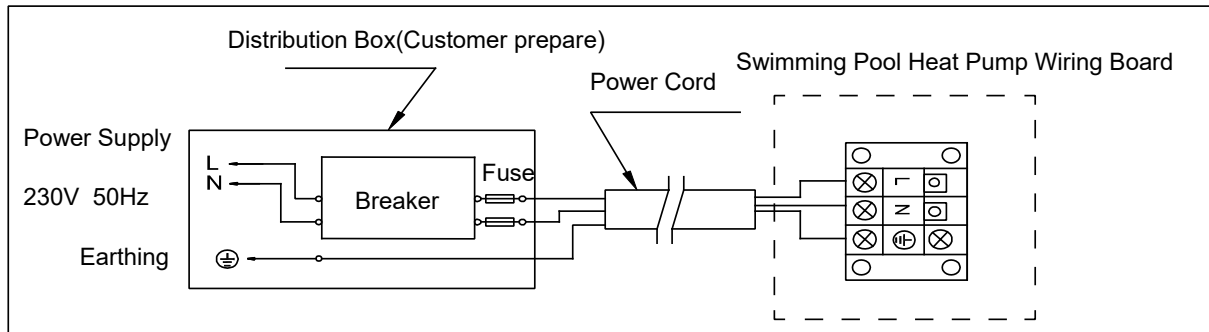 Distribution Box(Customer prepare)
Swimming Pool Heat Pump Wiring Board
Power Cord
Power Supply
L
N
Fuse
230V 50Hz
Breaker
Earthing
L
N